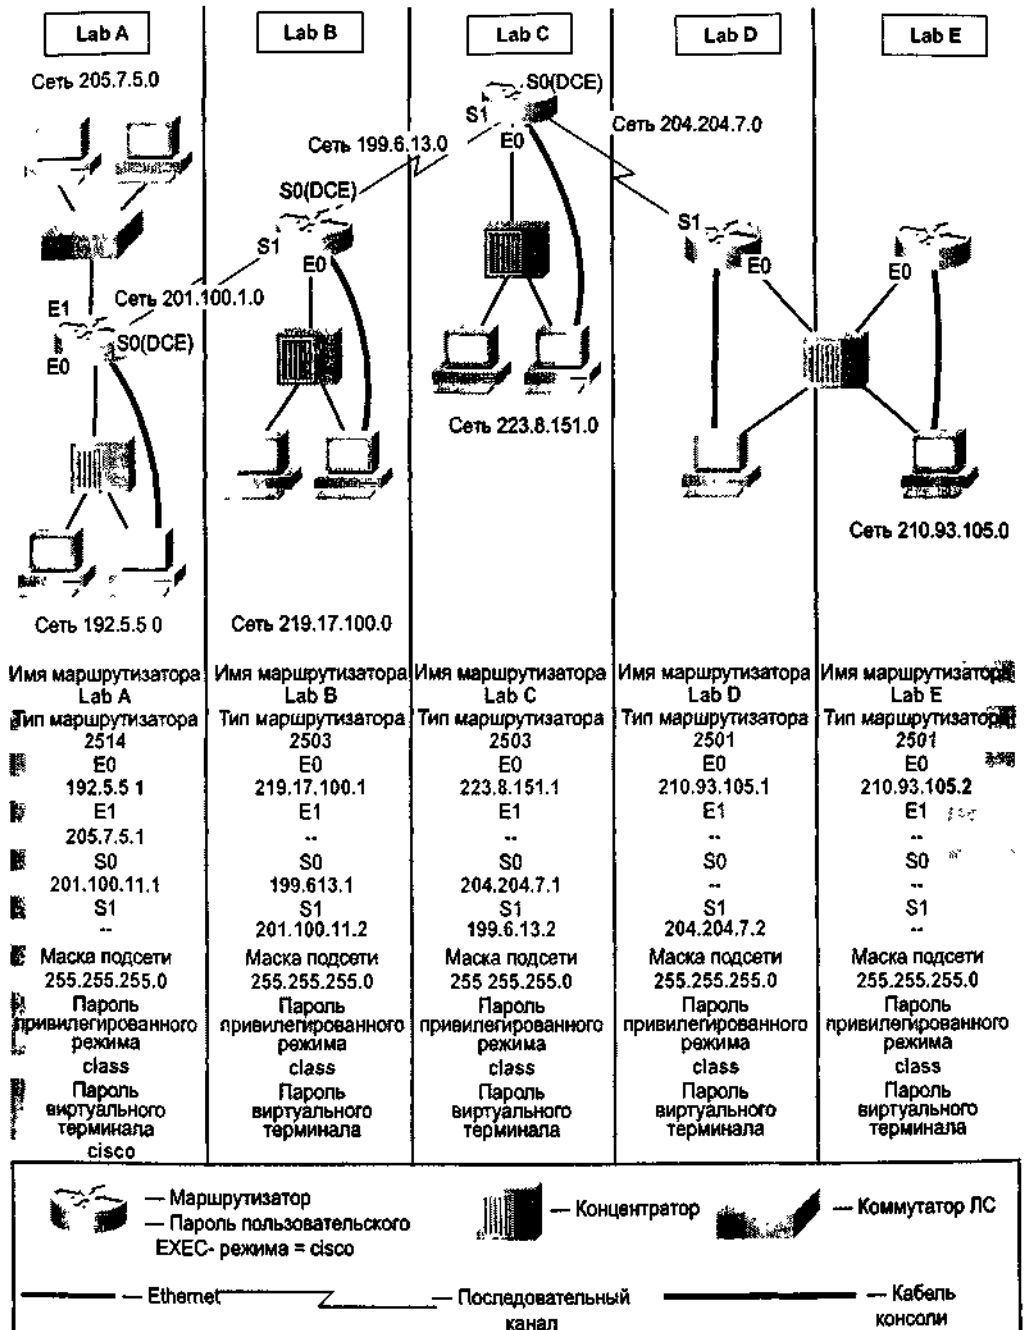 Lab A
Lab B
Lab C
Lab D
Lab E
Сеть 205.7.5.0
S0(DCE)
S1
E0
Сеть 199.6.13.0
Сеть 204.204.7.0
S0(DCE)
S1
E0
S1
E0
E0
Сеть 201.100.1.0
E1
S0(DCE)
E0
Сеть 223.8.151.0
Сеть 210.93.105.0
Сеть 192.5.5 0
Сеть 219.17.100.0
Имя маршрутизатора
Lab A
Тип маршрутизатора
2514
E0
192.5.5 1
E1
205.7.5.1
S0
201.100.11.1
S1
--
Маска подсети
255.255.255.0
Пароль
привилегированного
режима
class
Пароль
виртуального
терминала
cisco
Имя маршрутизатора
Lab B
Тип маршрутизатора
2503
E0
219.17.100.1
E1
--
S0
199.613.1
S1
201.100.11.2
Маска подсети
255.255.255.0
Пароль
привилегированного
режима
class
Пароль
виртуального
терминала
Имя маршрутизатора
Lab C
Тип маршрутизатора
2503
E0
223.8.151.1
E1
--
S0
204.204.7.1
S1
199.6.13.2
Маска подсети
255 255.255.0
Пароль
привилегированного
режима
class
Пароль
виртуального
терминала
Имя маршрутизатора
Lab D
Тип маршрутизатора
2501
E0
210.93.105.1
E1
--
S0
--
S1
204.204.7.2
Маска подсети
255.255.255.0
Пароль
привилегированного
режима
class
Пароль
виртуального
терминала
Имя маршрутизатора
Lab E
Тип маршрутизатора
2501
E0
210.93.105.2
E1
--
S0
--
S1
--
Маска подсети
255.255.255.0
Пароль
привилегированного
режима
class
Пароль
виртуального
терминала
— Маршрутизатор
— Пароль пользовательского
EXEC- режима = cisco
— Концентратор
— Коммутатор ЛС
— Ethernet
— Последовательный
канал
— Кабель
консоли